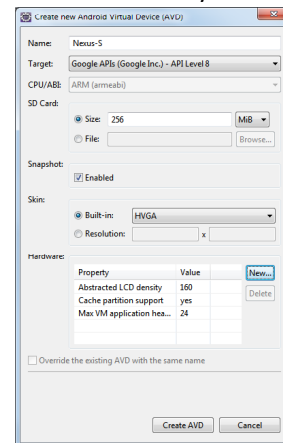 Create new Android Virtual Device (AVD)
Name: Nexus-S
Target: Google APIs (Google Inc.) - API Level 8
CPU/ABI: ARM (armeabi)
SD Card:
Size: 256 MiB
File: Browse...
Snapshot:
Enabled
Skin:
Built-in: HVGA
Resolution: x
Hardware:
Property Value New...
Abstracted LCD density 160 Delete
Cache partition support yes
Max VM application hea... 24
Override the existing AVD with the same name
Create AVD Cancel